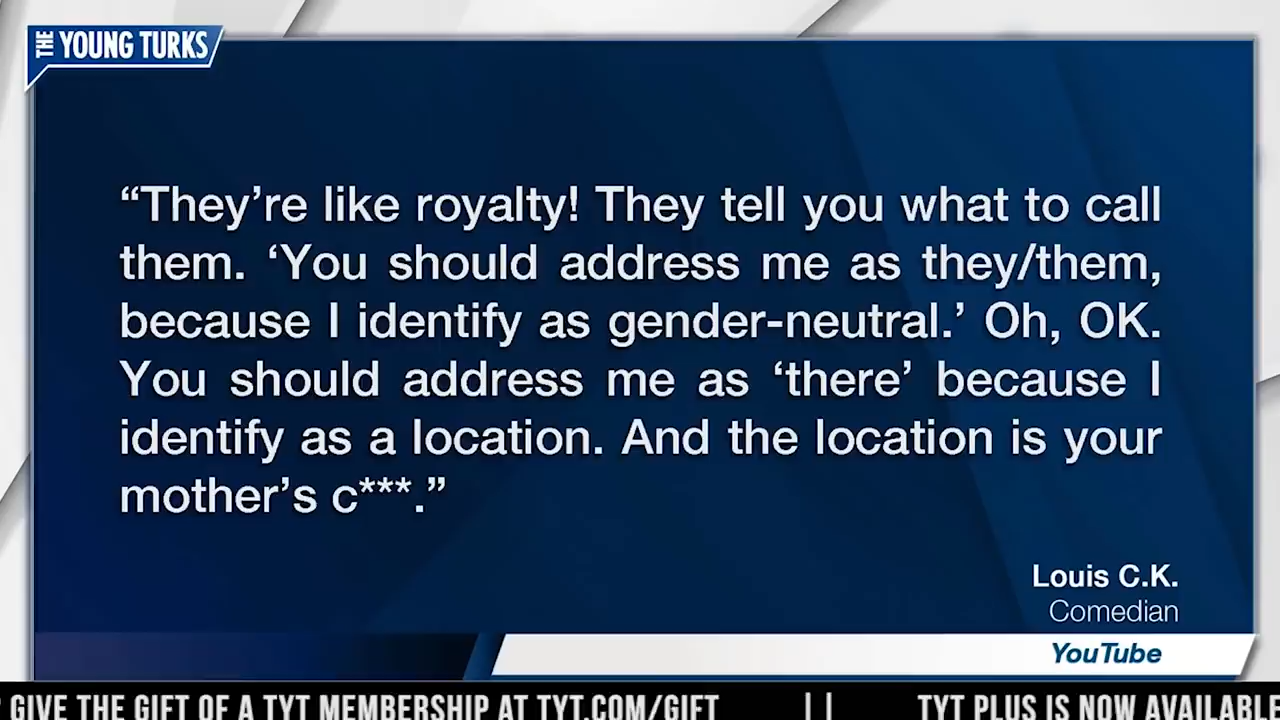 THE YOUNG TURKS
“They’re like royalty! They tell you what to call
them. ‘You should address me as they/them,
because I identify as gender-neutral.’ Oh, OK.
You should address me as ‘there’ because I
identify as a location. And the location is your
mother’s c***.”
Louis C.K.
Comedian
YouTube
GIVE THE GIFT OF A TYT MEMBERSHIP AT TYT.COM/GIFT || TYT PLUS IS NOW AVAILABLE